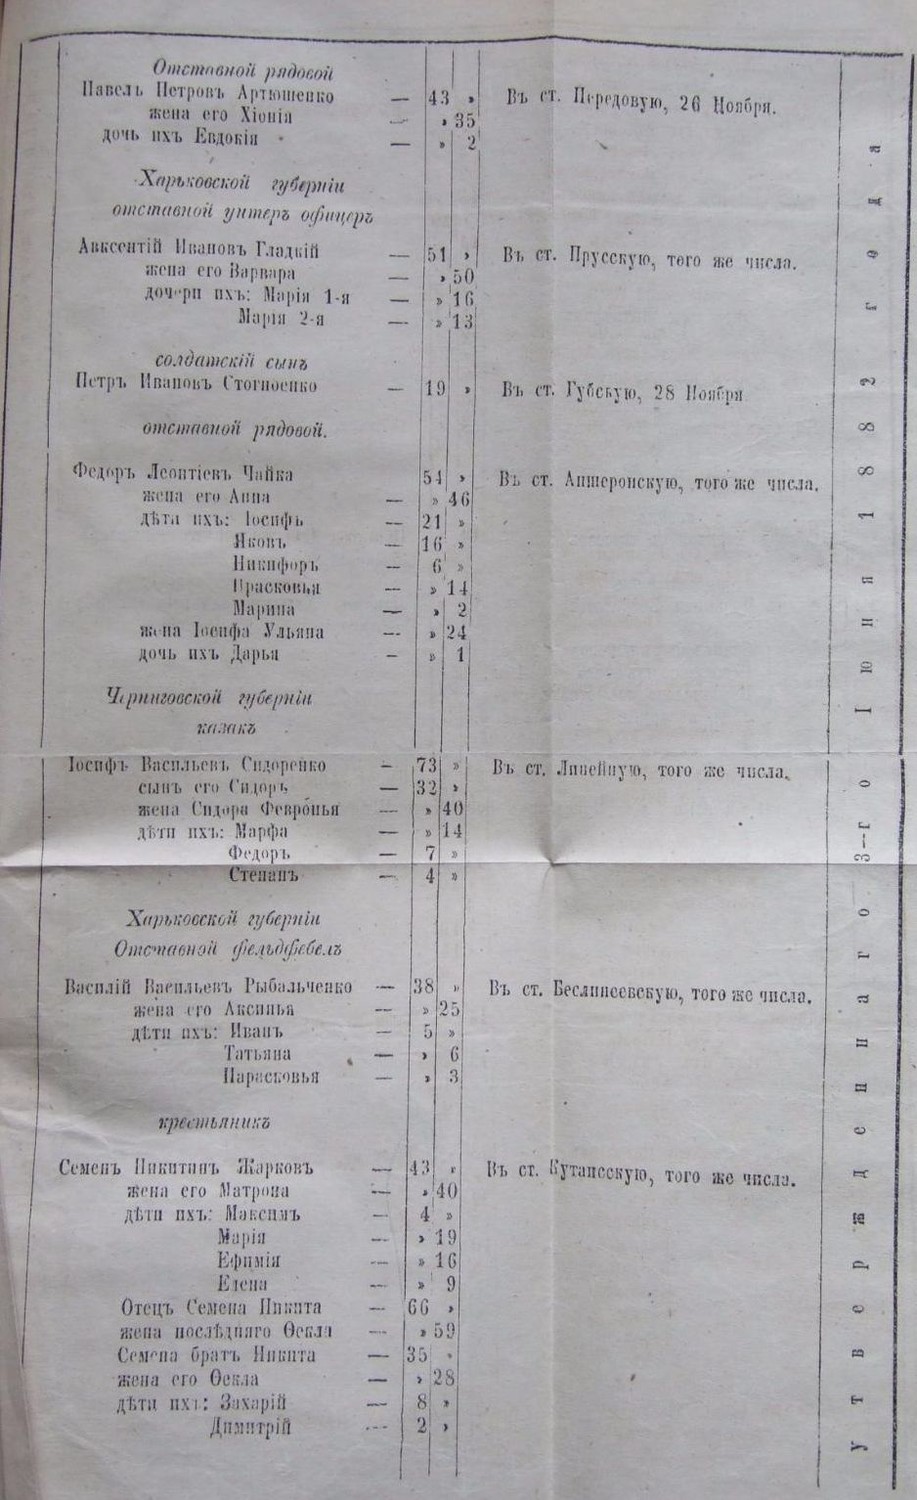 Отставной рядовой
Павелъ Петровъ Артюшенко — 43 » Въ ст. Передовую, 26 Ноября.
жена его Хіонія — » 35
дочь ихъ Евдокія — » 2
Харьковской губерніи
отставной унтеръ офицеръ
Авксентій Ивановъ Гладкій — 51 » Въ ст. Прусскую, того же числа.
жена его Варвара — » 50
дочери ихъ: Марія 1-я — » 16
Марія 2-я — » 13
солдатскій сынъ
Петръ Ивановъ Стогноенко — 19 » Въ ст. Губскую, 28 Ноября
отставной рядовой.
Федоръ Леонтіевъ Чайка 54 » Въ ст. Апшеронскую, того же числа.
жена его Анна — » 46
дѣти ихъ: Іосифъ — 21 »
Яковъ — 16 »
Никифоръ — 6 »
Прасковья — » 14
Марина — » 2
жена Іосифа Ульяна — » 24
дочь ихъ Дарья — » 1
Черниговской губерніи
казакъ
Іосифъ Васильевъ Сидоренко — 73 » Въ ст. Линейную, того же числа.
сынъ его Сидоръ — 32 »
жена Сидора Февронья — » 40
дѣти ихъ: Марфа — » 14
Федоръ — 7 »
Степанъ — 4 »
Харьковской губерніи
Отставной фельдфебель
Василій Васильевъ Рыбальченко — 38 » Въ ст. Бесленеевскую, того же числа.
жена его Аксинья — » 25
дѣти ихъ: Иванъ — 5 »
Татьяна — » 6
Парасковья — » 3
крестьянинъ
Семенъ Никитинъ Жарковъ — 43 » Въ ст. Кутаисскую, того же числа.
жена его Матрона — » 40
дѣти ихъ: Максимъ — 4 »
Марія — » 19
Ефимія — » 16
Елена — » 9
Отецъ Семена Никита — 66 »
жена послѣдняго Ѳекла — » 59
Семена братъ Никита — 35 »
жена его Ѳекла — » 28
дѣти ихъ: Захарій — 8 »
Димитрій — 2 »
утвержденнаго 3-го Іюня 1882 года